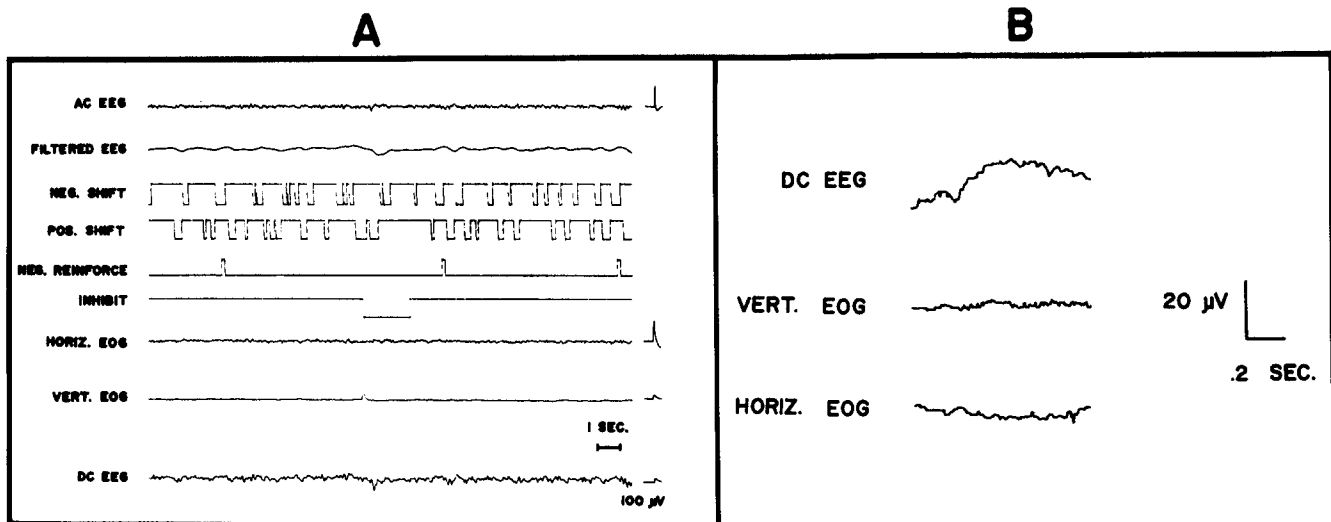 A
B
AC EEG
FILTERED EEG
NEG. SHIFT
POS. SHIFT
NEG. REINFORCE
INHIBIT
HORIZ. EOG
VERT. EOG
1 SEC.
DC EEG
100 µV
DC EEG
VERT. EOG
20 µV
.2 SEC.
HORIZ. EOG